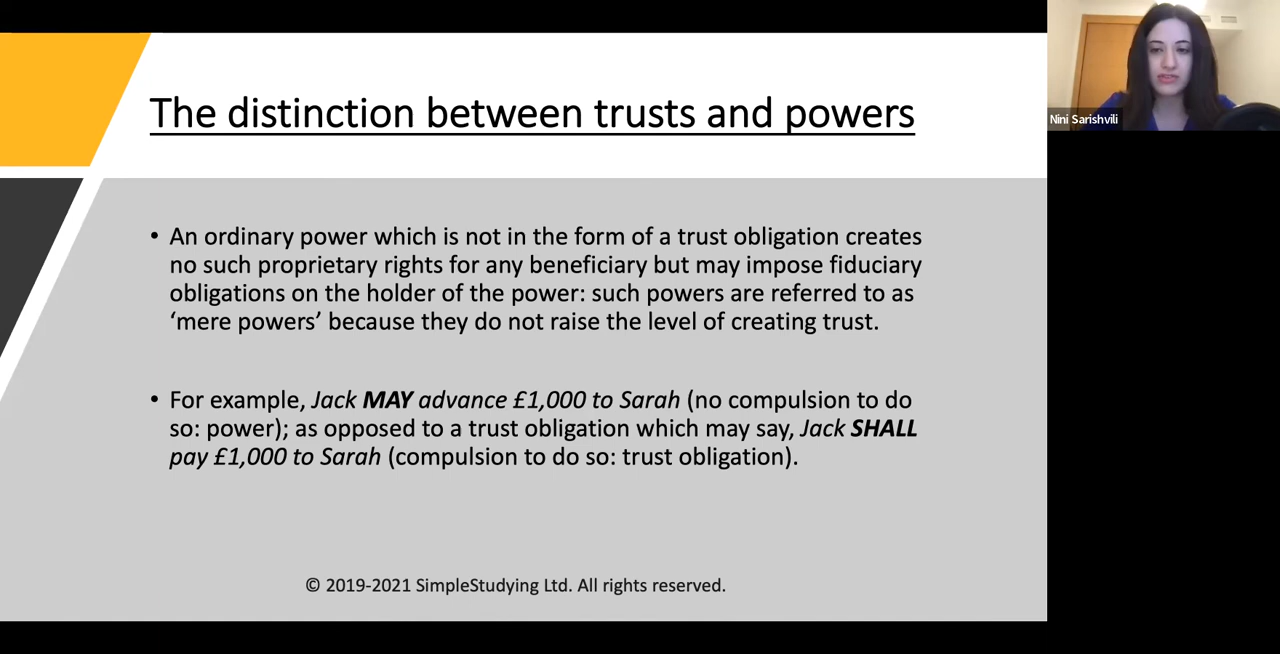 The distinction between trusts and powers
Nini Sarishvili
• An ordinary power which is not in the form of a trust obligation creates
no such proprietary rights for any beneficiary but may impose fiduciary
obligations on the holder of the power: such powers are referred to as
‘mere powers’ because they do not raise the level of creating trust.
• For example, Jack MAY advance £1,000 to Sarah (no compulsion to do
so: power); as opposed to a trust obligation which may say, Jack SHALL
pay £1,000 to Sarah (compulsion to do so: trust obligation).
© 2019-2021 SimpleStudying Ltd. All rights reserved.